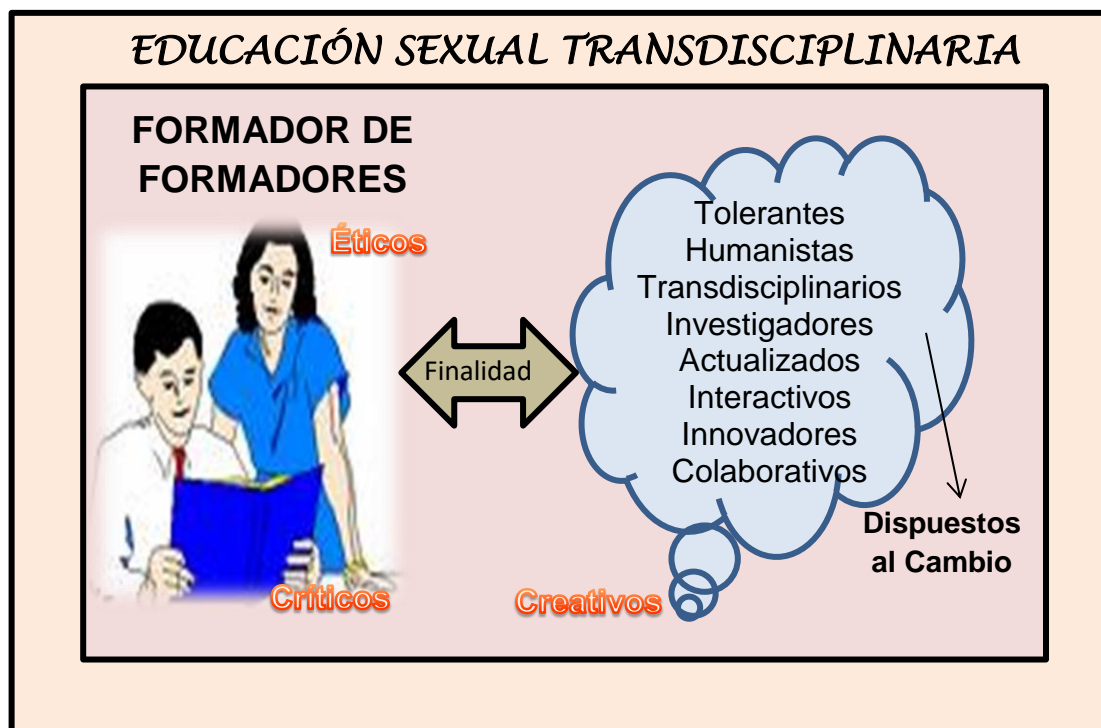 EDUCACIÓN SEXUAL TRANSDISCIPLINARIA
FORMADOR DE
FORMADORES
Éticos
Críticos
Finalidad
Tolerantes
Humanistas
Transdisciplinarios
Investigadores
Actualizados
Interactivos
Innovadores
Colaborativos
Dispuestos
al Cambio
Creativos